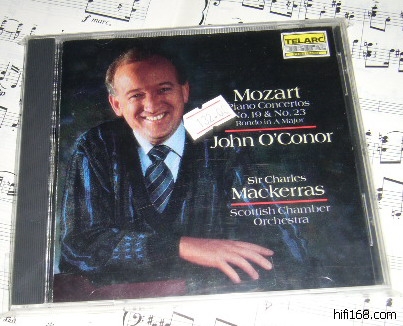 TELARC
DIGITAL
Mozart
Piano Concertos
No. 19 & No. 23
Rondo in A Major
John O'Conor
Sir Charles
Mackerras
Scottish Chamber
Orchestra
hifi168.com